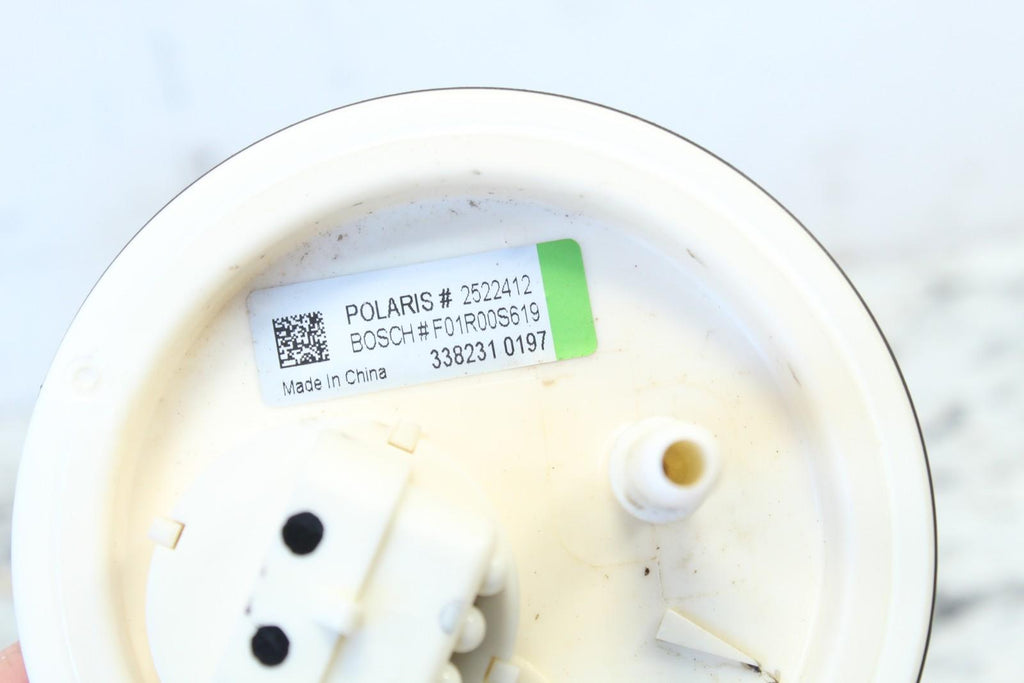 POLARIS # 2522412
BOSCH # F01R00S619
338231 0197
Made In China